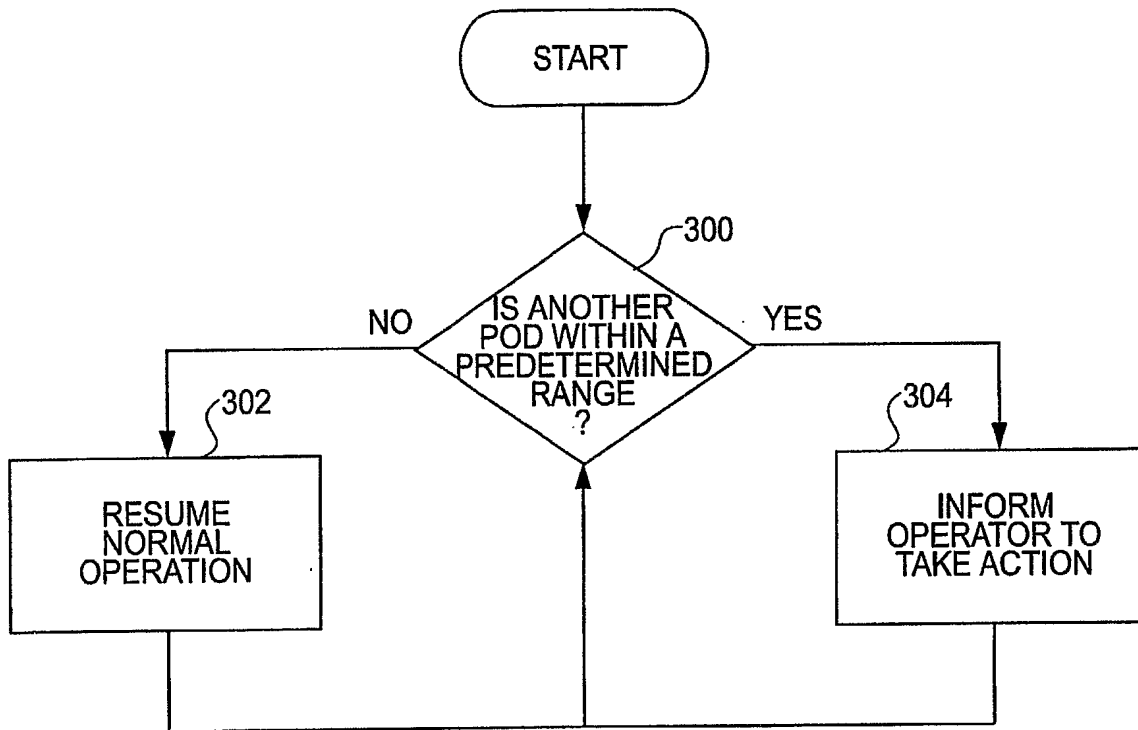 START
300
IS ANOTHER
POD WITHIN A
PREDETERMINED
RANGE
?
NO
YES
302
304
RESUME
NORMAL
OPERATION
INFORM
OPERATOR TO
TAKE ACTION